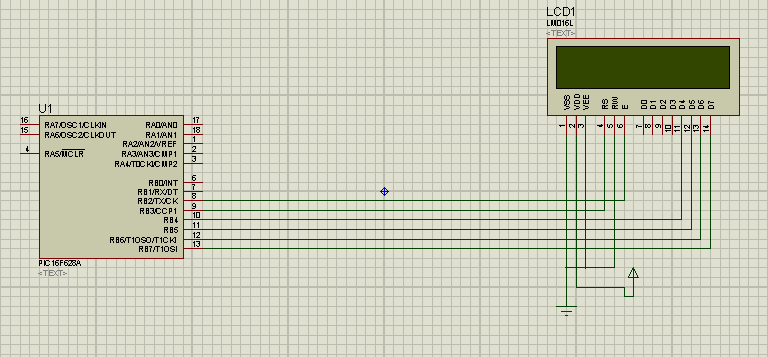 LCD1
LM016L
<TEXT>
VSS VDD VEE RS RW E D0 D1 D2 D3 D4 D5 D6 D7
1 2 3 4 5 6 7 8 9 10 11 12 13 14
U1
16 RA7/OSC1/CLKIN RA0/AN0 17
15 RA6/OSC2/CLKOUT RA1/AN1 18
RA2/AN2/VREF 1
4 RA5/MCLR RA3/AN3/CMP1 2
RA4/T0CKI/CMP2 3
RB0/INT 6
RB1/RX/DT 7
RB2/TX/CK 8
RB3/CCP1 9
RB4 10
RB5 11
RB6/T1OSO/T1CKI 12
RB7/T1OSI 13
PIC16F628A
<TEXT>